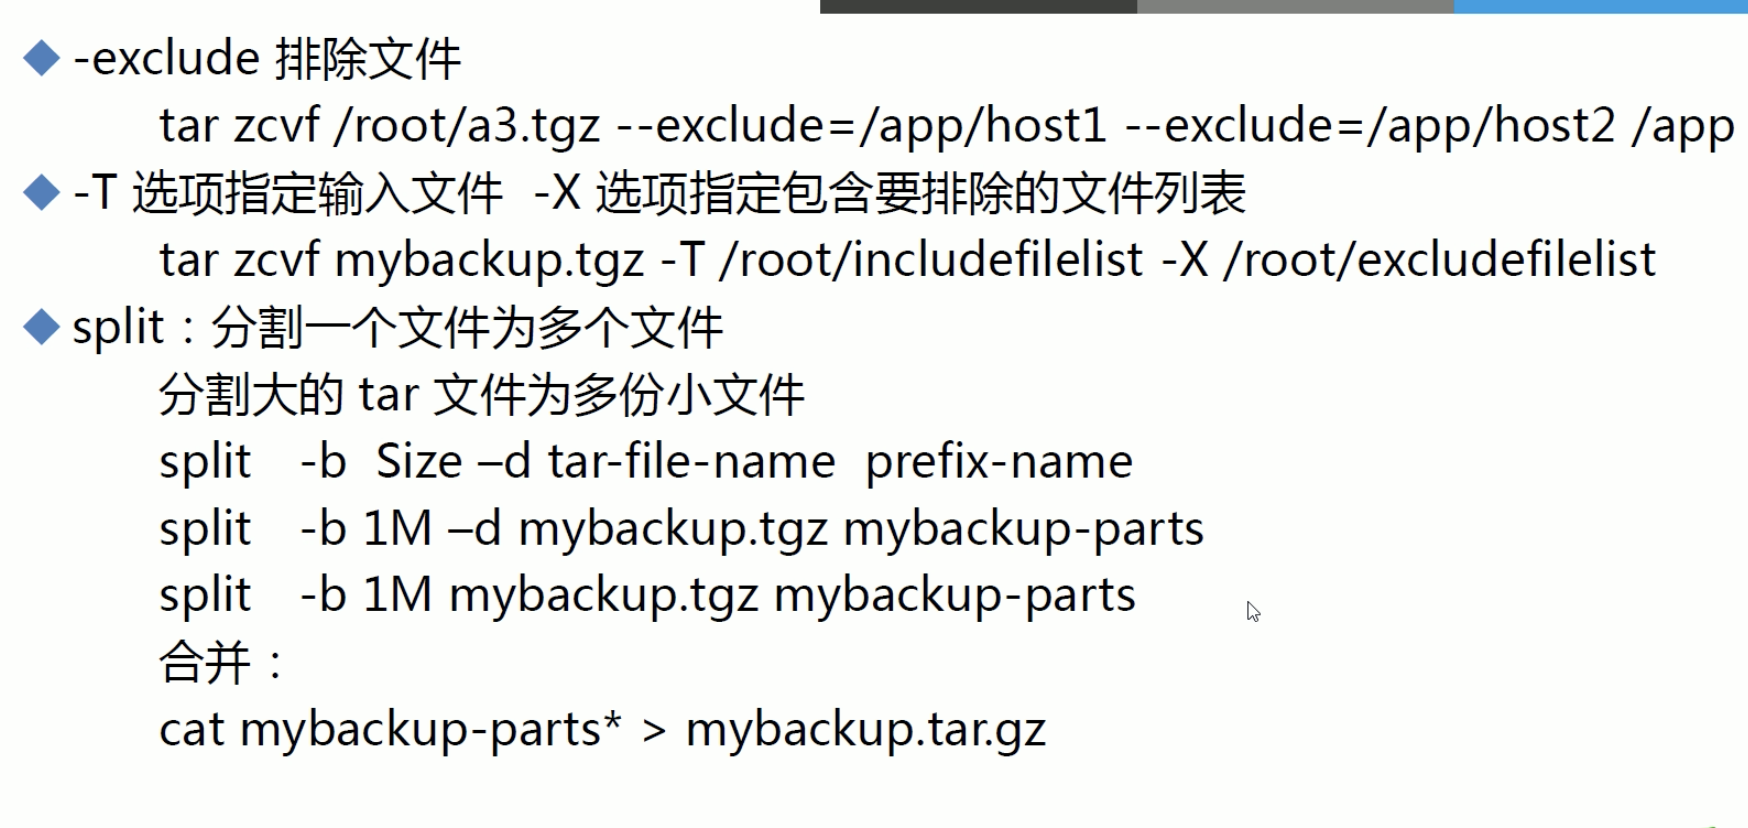 -exclude 排除文件
tar zcvf /root/a3.tgz --exclude=/app/host1 --exclude=/app/host2 /app
-T 选项指定输入文件 -X 选项指定包含要排除的文件列表
tar zcvf mybackup.tgz -T /root/includefilelist -X /root/excludefilelist
split：分割一个文件为多个文件
分割大的 tar 文件为多份小文件
split -b Size –d tar-file-name prefix-name
split -b 1M –d mybackup.tgz mybackup-parts
split -b 1M mybackup.tgz mybackup-parts
合并：
cat mybackup-parts* > mybackup.tar.gz